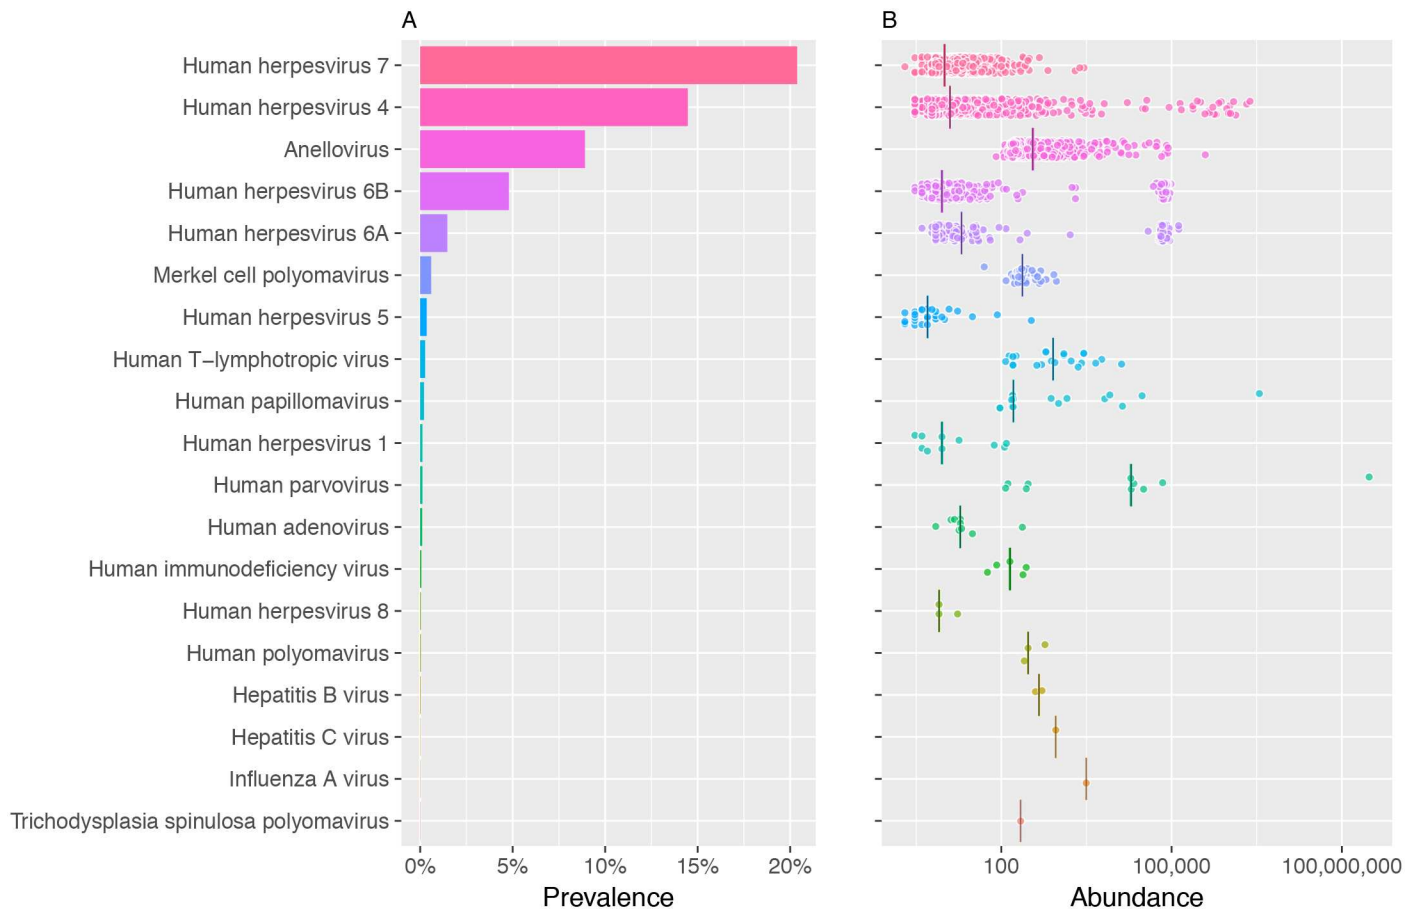 A
B
Human herpesvirus 7
Human herpesvirus 4
Anellovirus
Human herpesvirus 6B
Human herpesvirus 6A
Merkel cell polyomavirus
Human herpesvirus 5
Human T−lymphotropic virus
Human papillomavirus
Human herpesvirus 1
Human parvovirus
Human adenovirus
Human immunodeficiency virus
Human herpesvirus 8
Human polyomavirus
Hepatitis B virus
Hepatitis C virus
Influenza A virus
Trichodysplasia spinulosa polyomavirus
0% 5% 10% 15% 20%
Prevalence
100 100,000 100,000,000
Abundance